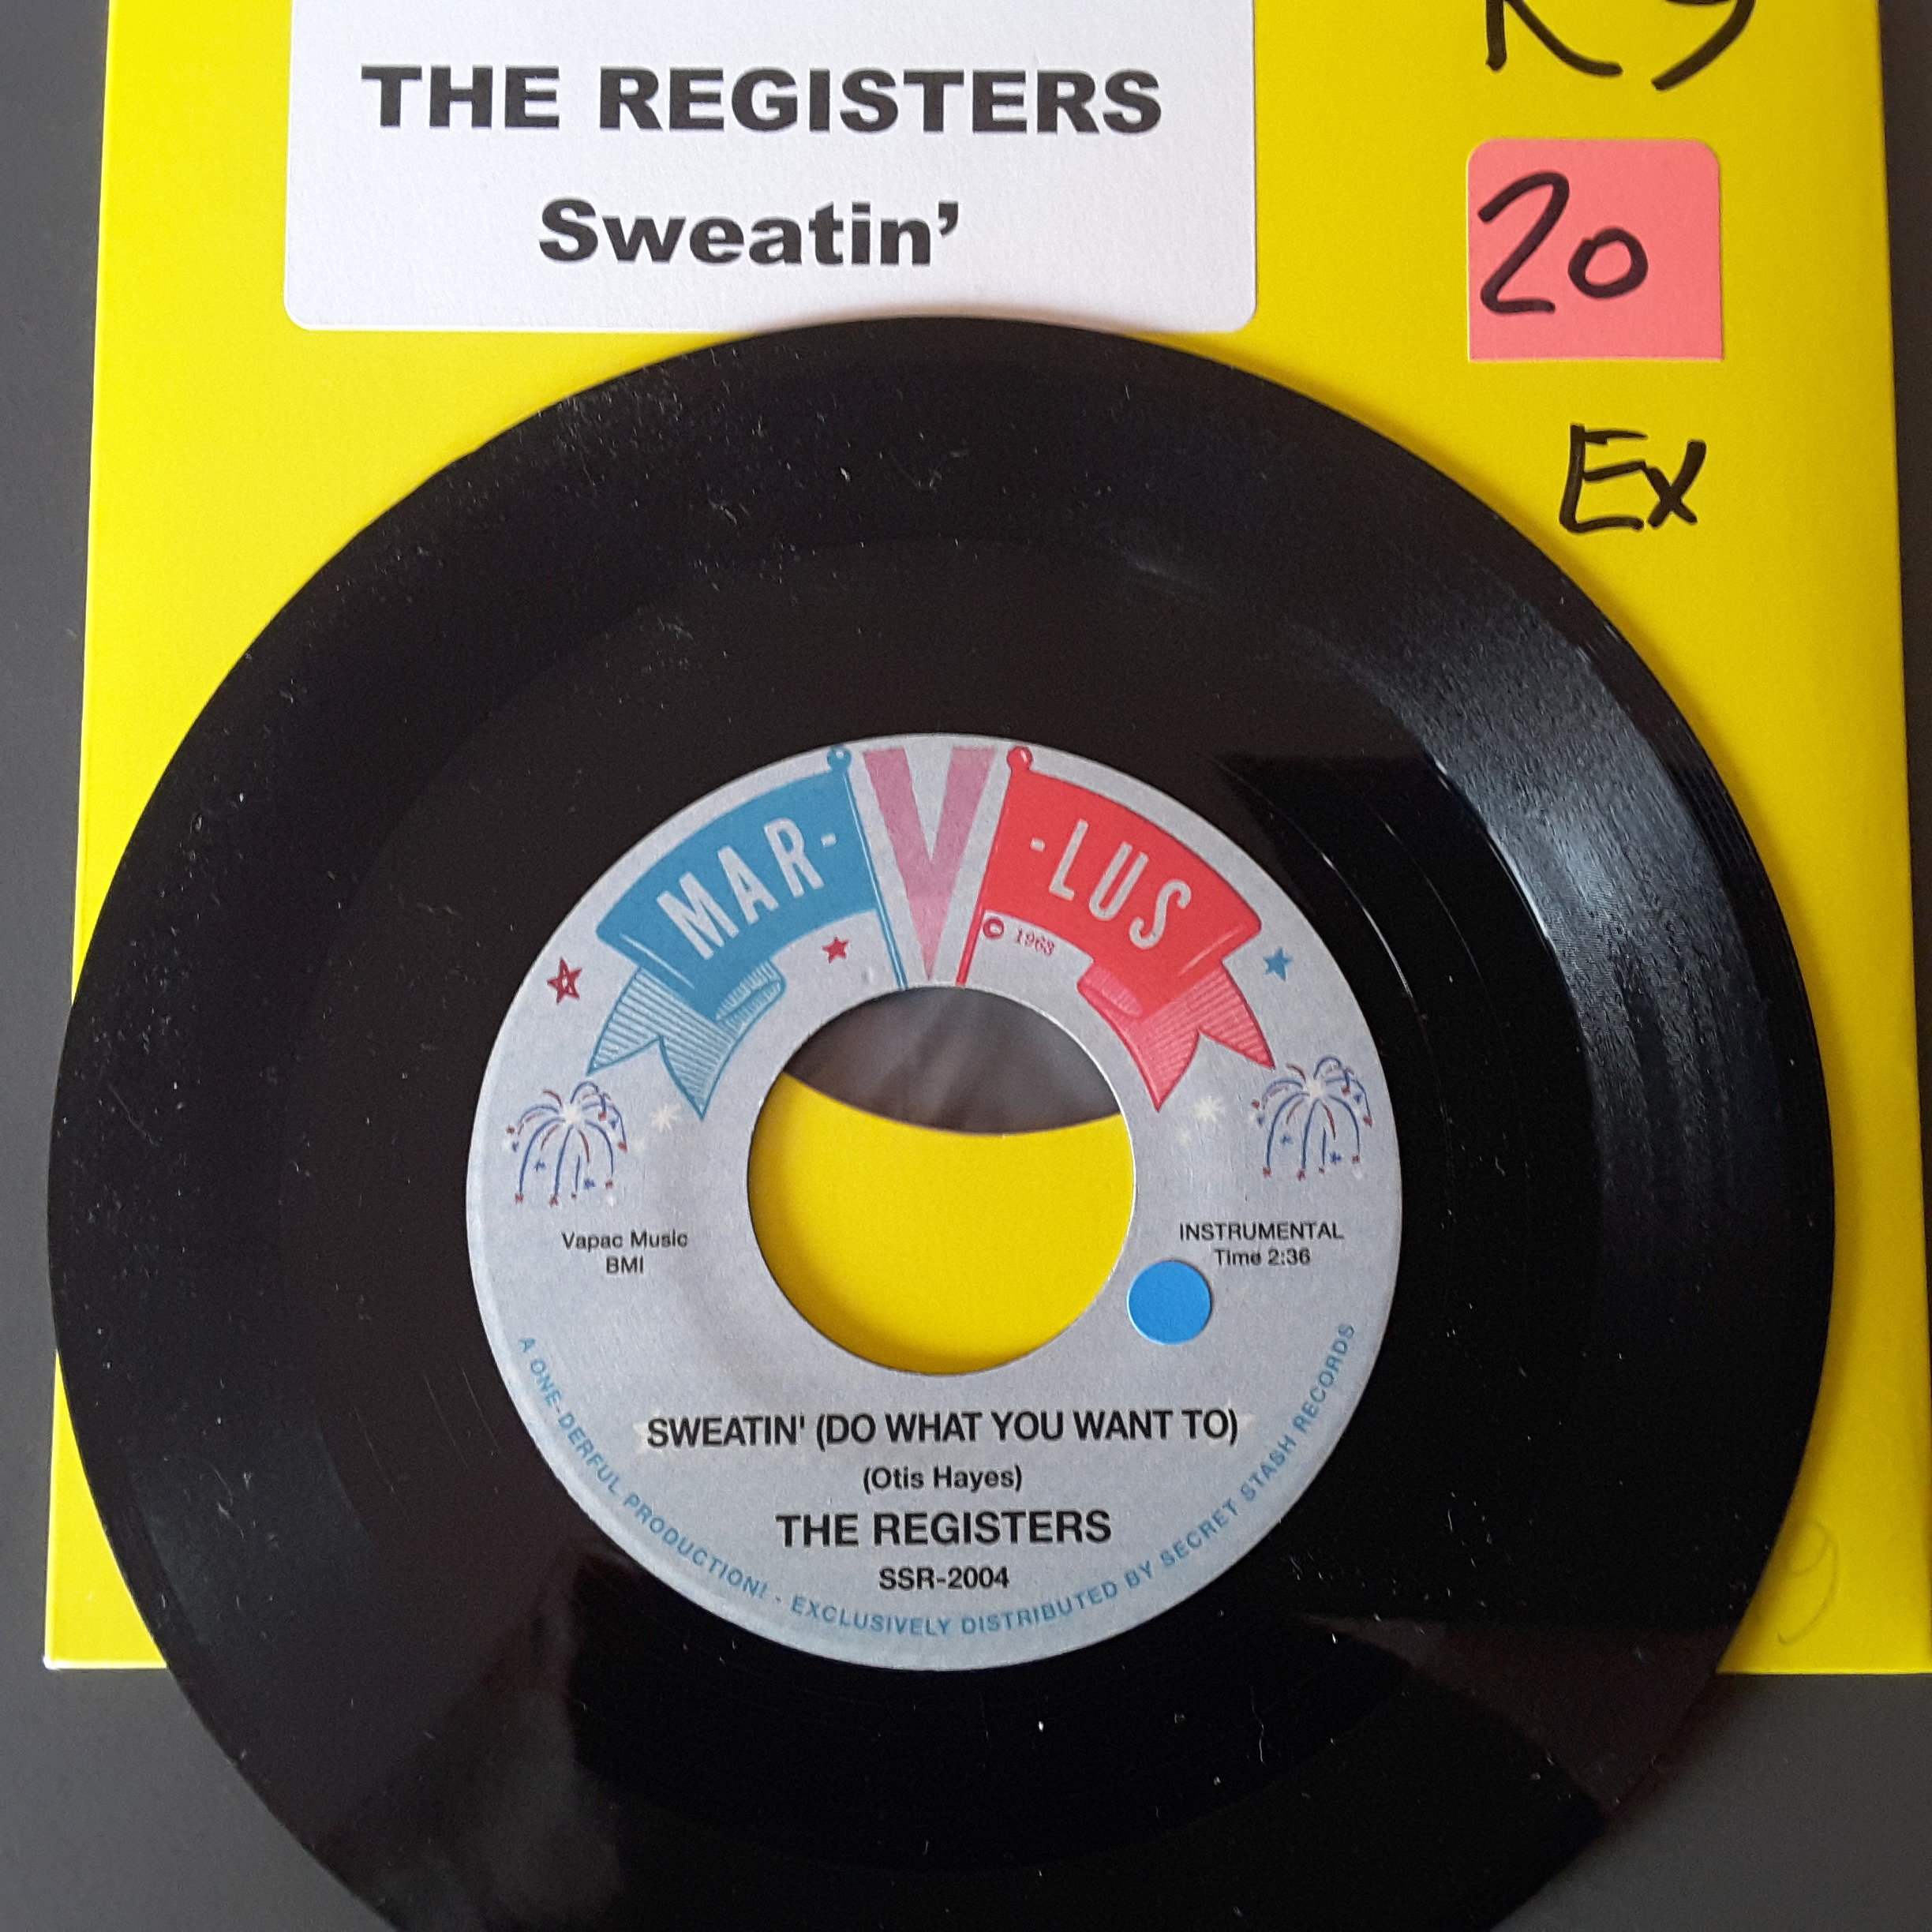 THE REGISTERS
Sweatin’
20
Ex
MAR- V -LUS
© 1963
Vapac Music
BMI
INSTRUMENTAL
Time 2:36
SWEATIN' (DO WHAT YOU WANT TO)
(Otis Hayes)
THE REGISTERS
SSR-2004
A ONE-DERFUL PRODUCTION! - EXCLUSIVELY DISTRIBUTED BY SECRET STASH RECORDS